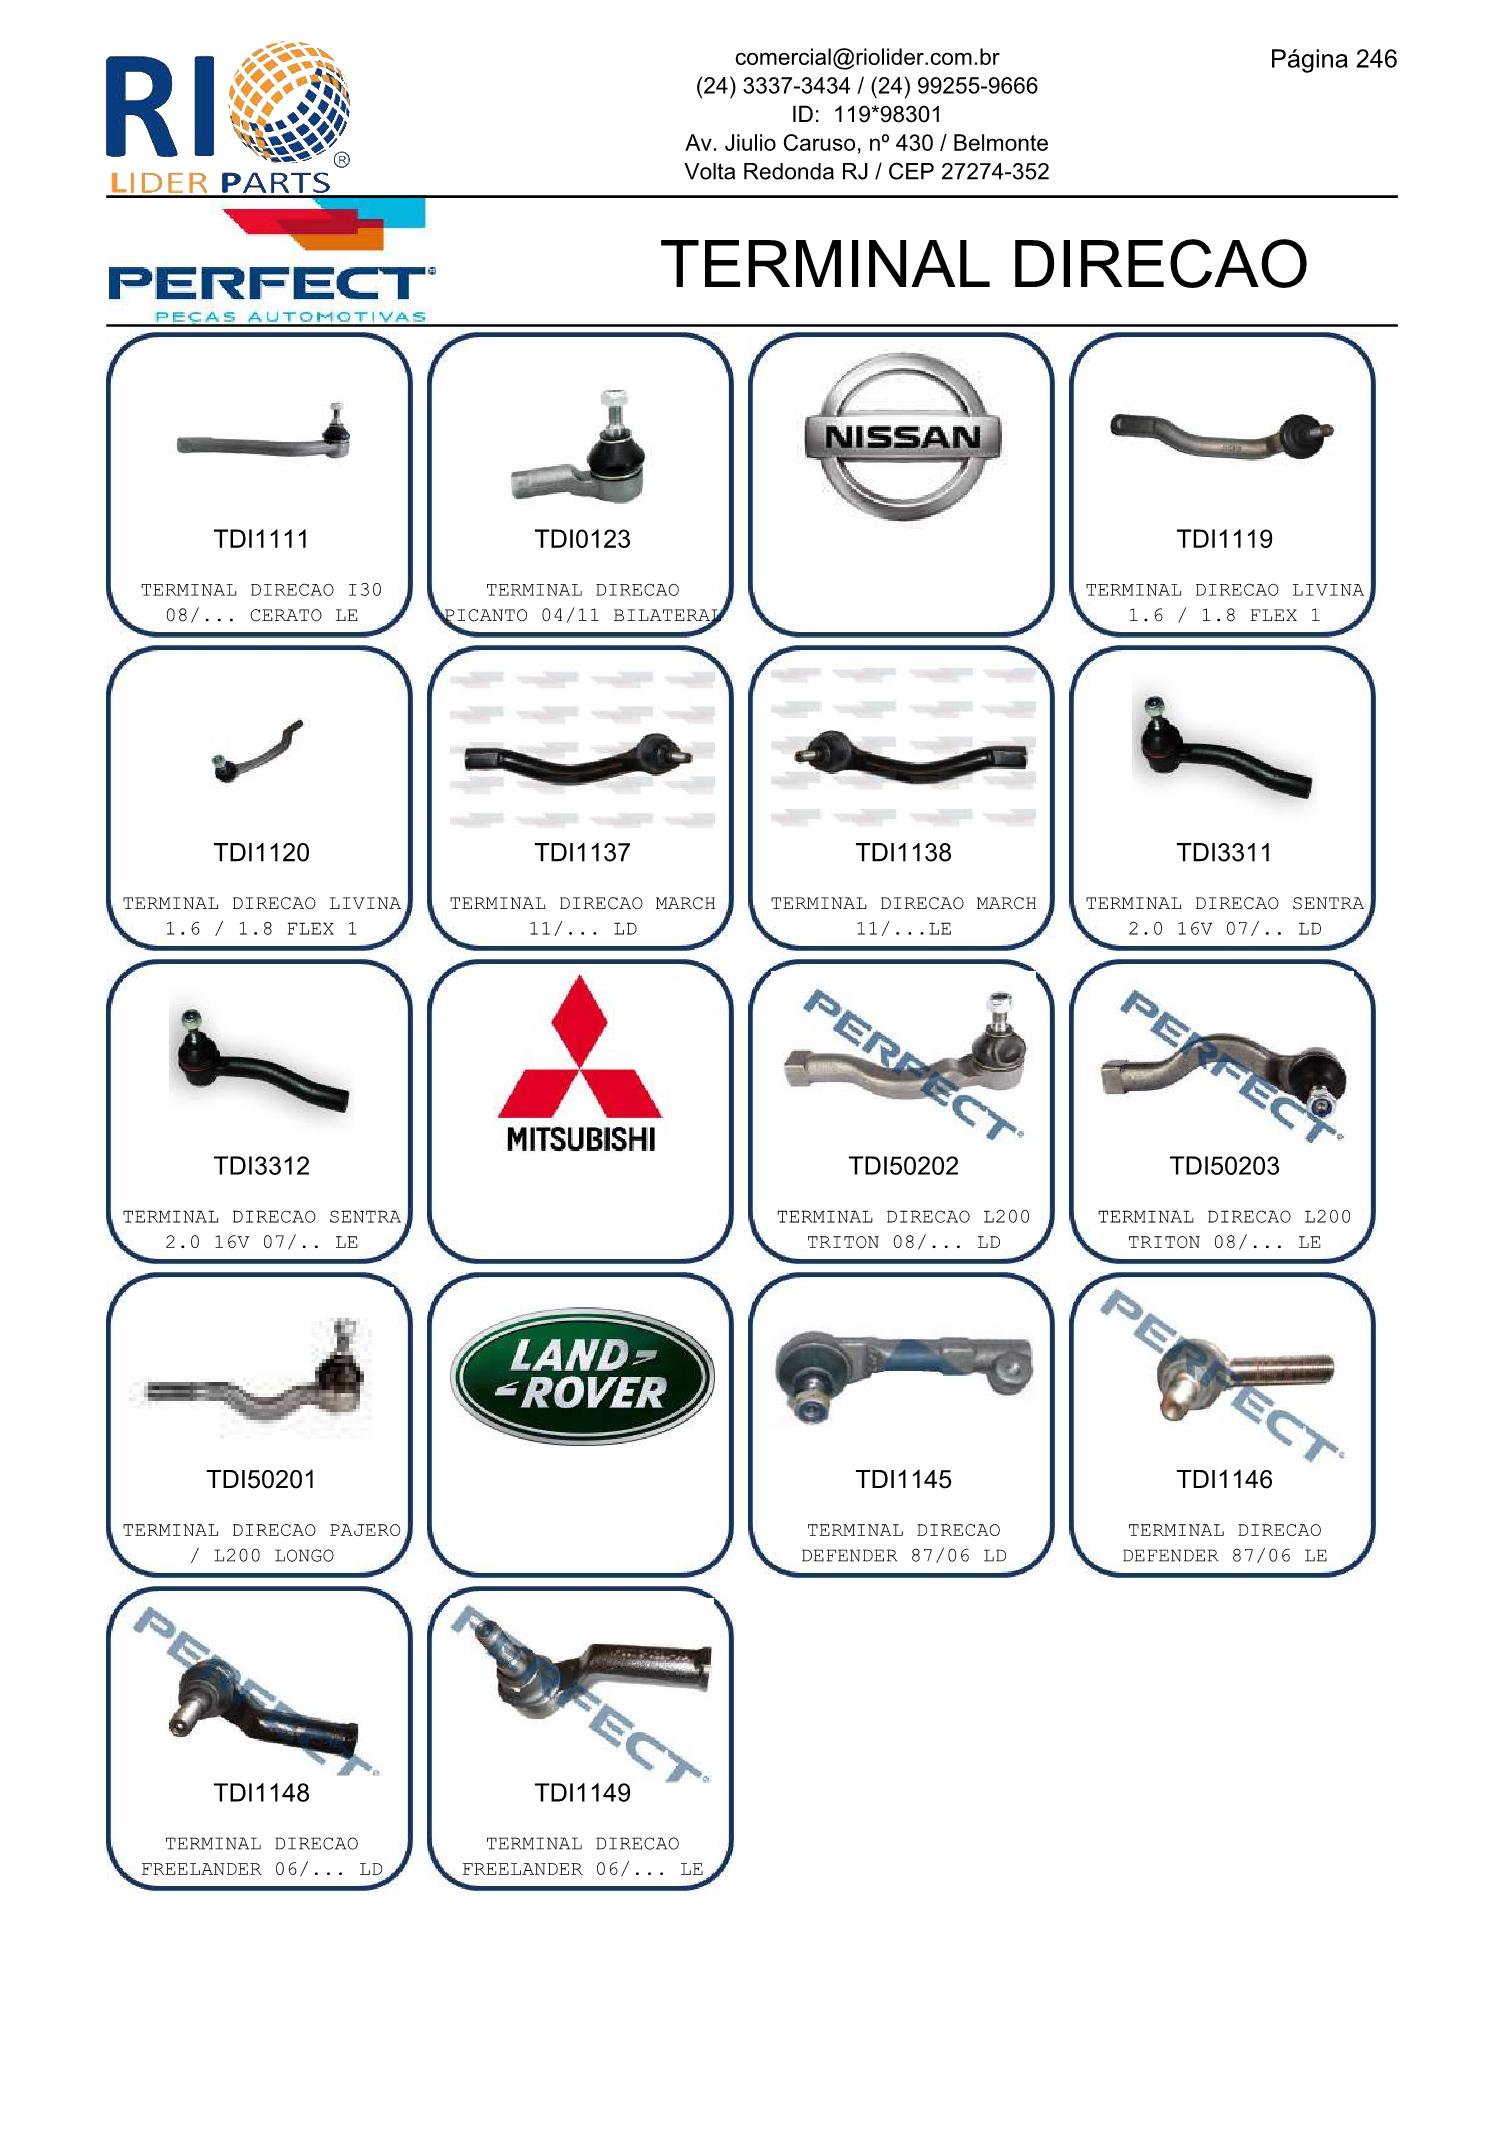 RIO
®
LIDER PARTS
comercial@riolider.com.br
(24) 3337-3434 / (24) 99255-9666
ID:  119*98301
Av. Jiulio Caruso, nº 430 / Belmonte
Volta Redonda RJ / CEP 27274-352
Página 246
PERFECT
PEÇAS AUTOMOTIVAS
TERMINAL DIRECAO
TDI1111
TERMINAL DIRECAO I30
08/... CERATO LE
TDI0123
TERMINAL DIRECAO
PICANTO 04/11 BILATERAL
NISSAN
TDI1119
TERMINAL DIRECAO LIVINA
1.6 / 1.8 FLEX 1
TDI1120
TERMINAL DIRECAO LIVINA
1.6 / 1.8 FLEX 1
TDI1137
TERMINAL DIRECAO MARCH
11/... LD
TDI1138
TERMINAL DIRECAO MARCH
11/...LE
TDI3311
TERMINAL DIRECAO SENTRA
2.0 16V 07/.. LD
TDI3312
TERMINAL DIRECAO SENTRA
2.0 16V 07/.. LE
MITSUBISHI
PERFECT
TDI50202
TERMINAL DIRECAO L200
TRITON 08/... LD
PERFECT
TDI50203
TERMINAL DIRECAO L200
TRITON 08/... LE
TDI50201
TERMINAL DIRECAO PAJERO
/ L200 LONGO
LAND-
-ROVER
TDI1145
TERMINAL DIRECAO
DEFENDER 87/06 LD
PERFECT
TDI1146
TERMINAL DIRECAO
DEFENDER 87/06 LE
PERFECT
TDI1148
TERMINAL DIRECAO
FREELANDER 06/... LD
PERFECT
TDI1149
TERMINAL DIRECAO
FREELANDER 06/... LE